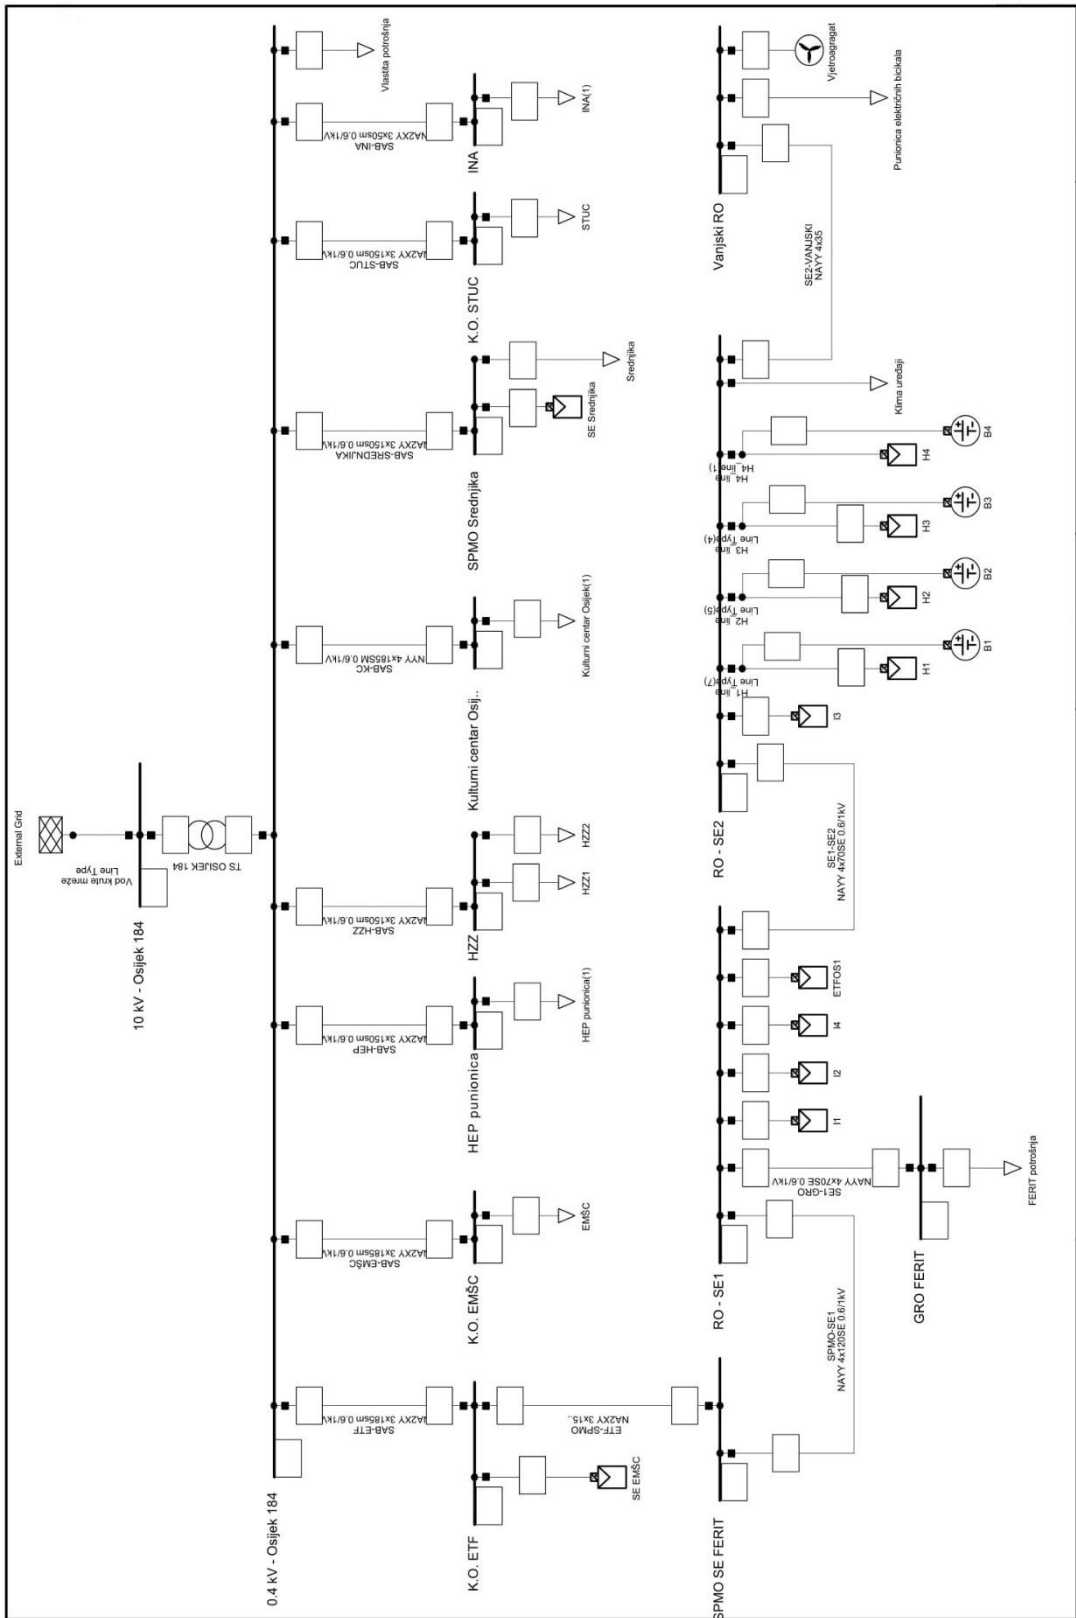 External Grid
Vod krute mreže
Line Type
10 kV - Osijek 184
TS OSIJEK 184
0.4 kV - Osijek 184
SAB-ETF
NA2XY 3x185sm 0.6/1kV
SAB-EMŠC
NA2XY 3x185sm 0.6/1kV
SAB-HEP
NA2XY 3x150sm 0.6/1kV
SAB-HZZ
NA2XY 3x150sm 0.6/1kV
SAB-KC
NYY 4x185SM 0.6/1kV
SAB-SREDNJIKA
NA2XY 3x150sm 0.6/1kV
SAB-STUC
NA2XY 3x150sm 0.6/1kV
SAB-INA
NA2XY 3x50sm 0.6/1kV
Vlastita potrošnja
K.O. ETF
SE EMŠC
ETF-SPMO
NA2XY 3x15..
K.O. EMŠC
EMŠC
HEP punionica
HEP punionica(1)
HZZ
HZZ1
HZZ2
Kulturni centar Osij..
Kulturni centar Osijek(1)
SPMO Srednjika
SE Srednjika
Srednjika
K.O. STUC
STUC
INA
INA(1)
SPMO SE FERIT
SPMO-SE1
NAYY 4x120SE 0.6/1kV
RO - SE1
SE1-GRO
NAYY 4x70SE 0.6/1kV
I1
I2
I4
ETFOS1
GRO FERIT
FERIT potrošnja
SE1-SE2
NAYY 4x70SE 0.6/1kV
RO - SE2
I3
H1_line
Line Type(7)
H1
B1
H2_line
Line Type(5)
H2
B2
H3_line
Line Type(4)
H3
B3
H4_line
H4_line(1)
H4
B4
Klima uređaji
SE2-VANJSKI
NAYY 4x35
Vanjski RO
Punionica električnih bicikala
Vjetroagragat